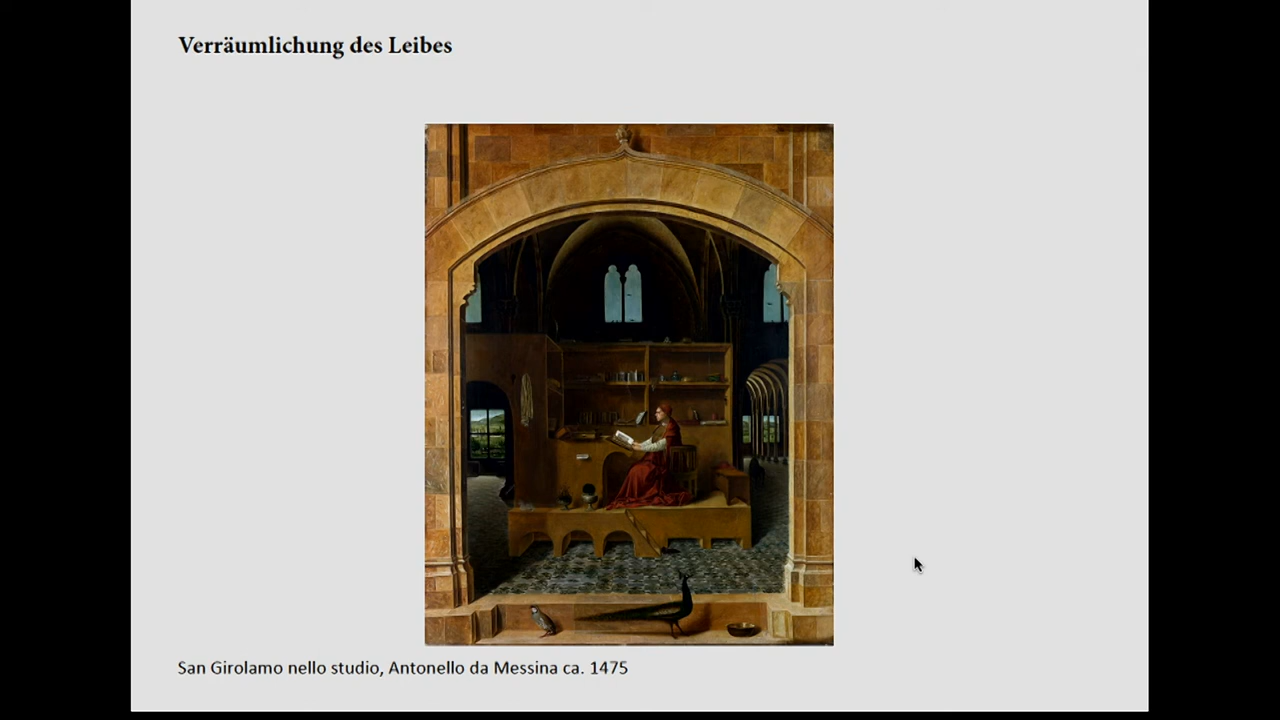 Verräumlichung des Leibes
San Girolamo nello studio, Antonello da Messina ca. 1475